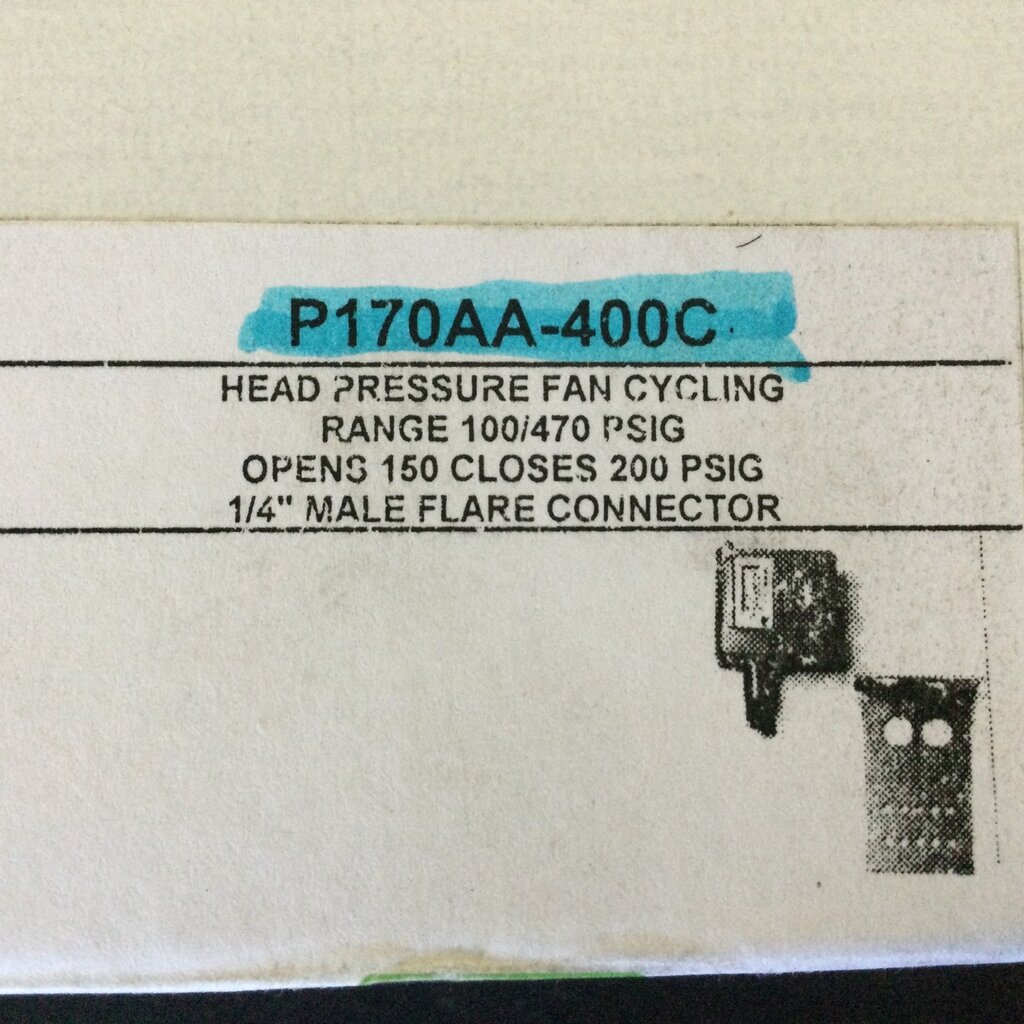 P170AA-400C
HEAD PRESSURE FAN CYCLING
RANGE 100/470 PSIG
OPENS 150 CLOSES 200 PSIG
1/4" MALE FLARE CONNECTOR